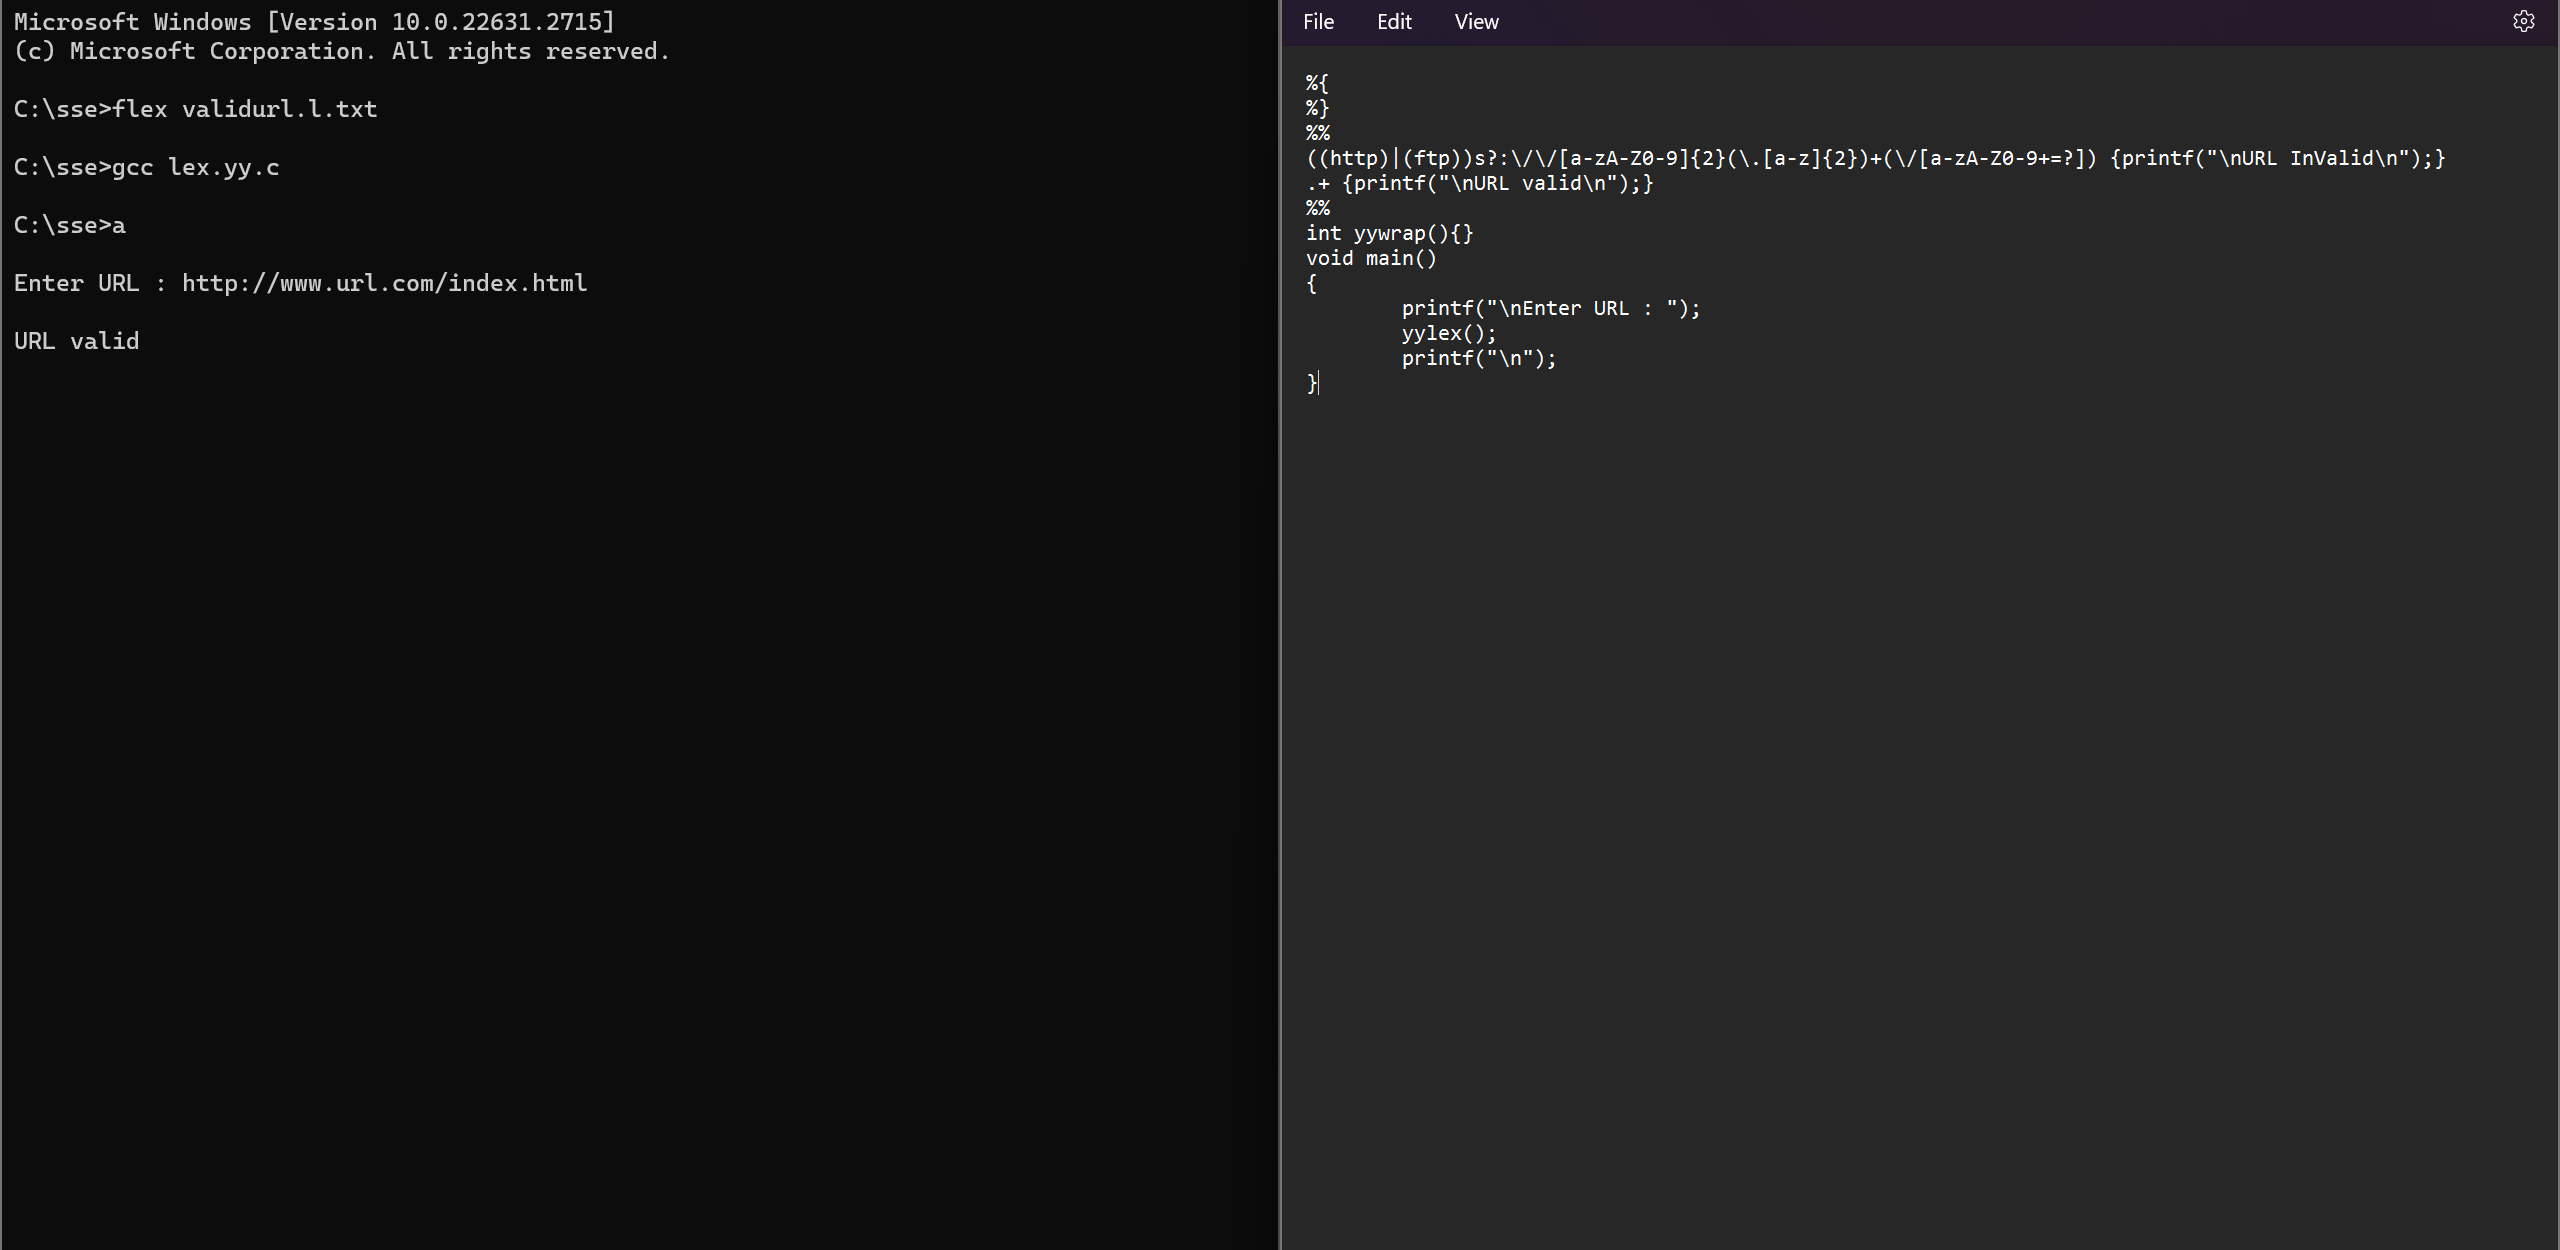 Microsoft Windows [Version 10.0.22631.2715]
(c) Microsoft Corporation. All rights reserved.
C:\sse>flex validurl.l.txt
C:\sse>gcc lex.yy.c
C:\sse>a
Enter URL : http://www.url.com/index.html
URL valid
File Edit View
%{
%}
%%
((http)|(ftp))s?:\/\/[a-zA-Z0-9]{2}(\.[a-z]{2})+(\/[a-zA-Z0-9+=?]) {printf("\nURL InValid\n");}
.+ {printf("\nURL valid\n");}
%%
int yywrap(){}
void main()
{
        printf("\nEnter URL : ");
        yylex();
        printf("\n");
}